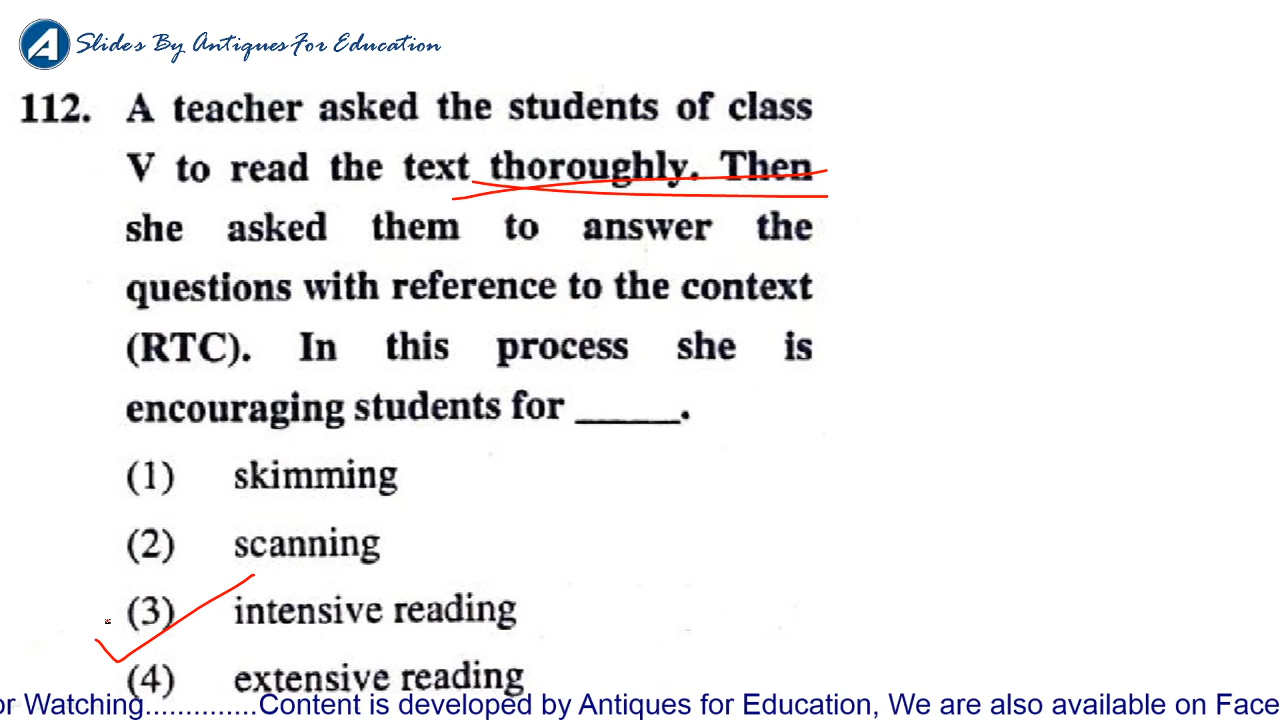 Slides By Antiques For Education
112. A teacher asked the students of class
V to read the text thoroughly. Then
she asked them to answer the
questions with reference to the context
(RTC). In this process she is
encouraging students for _____.
(1) skimming
(2) scanning
(3) intensive reading
(4) extensive reading
or Watching..............Content is developed by Antiques for Education, We are also available on Face